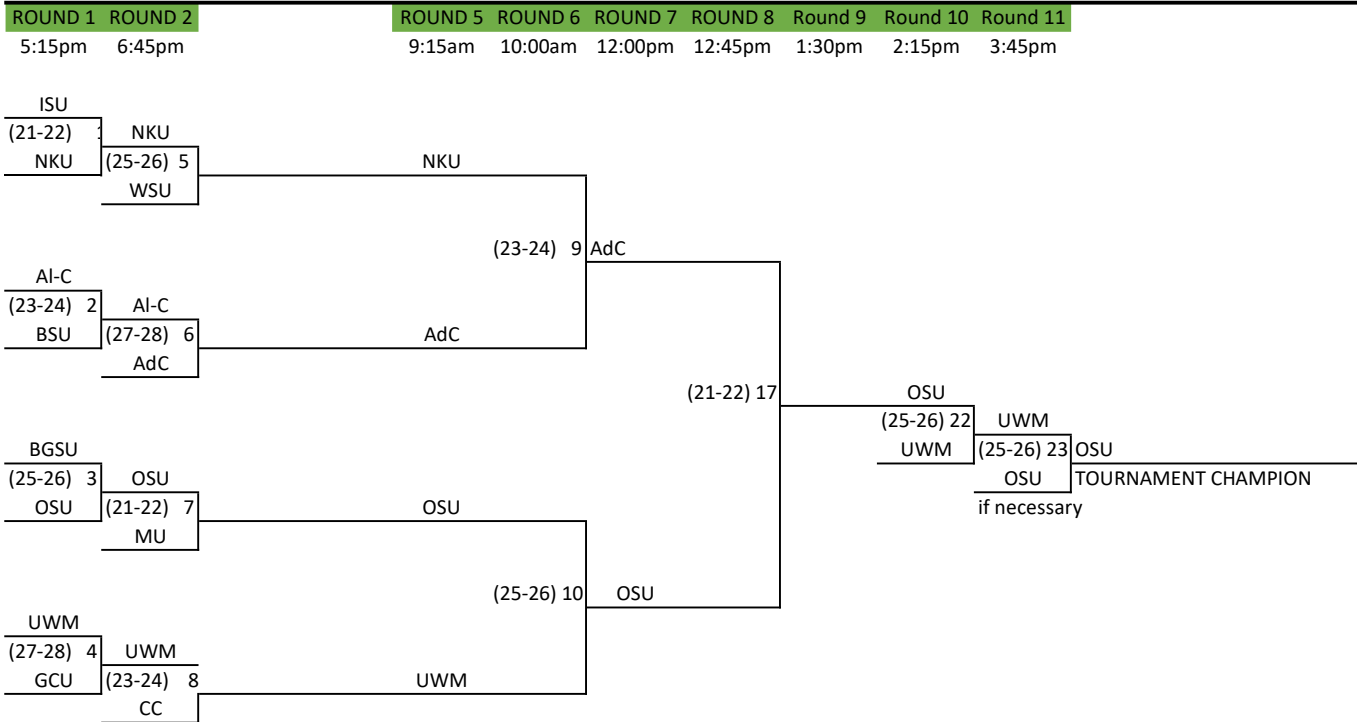 ROUND 1 ROUND 2 ROUND 5 ROUND 6 ROUND 7 ROUND 8 Round 9 Round 10 Round 11
5:15pm 6:45pm 9:15am 10:00am 12:00pm 12:45pm 1:30pm 2:15pm 3:45pm
ISU
(21-22) 1 NKU
NKU (25-26) 5 NKU
WSU
(23-24) 9 AdC
Al-C
(23-24) 2 Al-C
BSU (27-28) 6 AdC
AdC
(21-22) 17 OSU
(25-26) 22 UWM
BGSU UWM (25-26) 23 OSU
(25-26) 3 OSU OSU TOURNAMENT CHAMPION
OSU (21-22) 7 OSU if necessary
MU
(25-26) 10 OSU
UWM
(27-28) 4 UWM
GCU (23-24) 8 UWM
CC